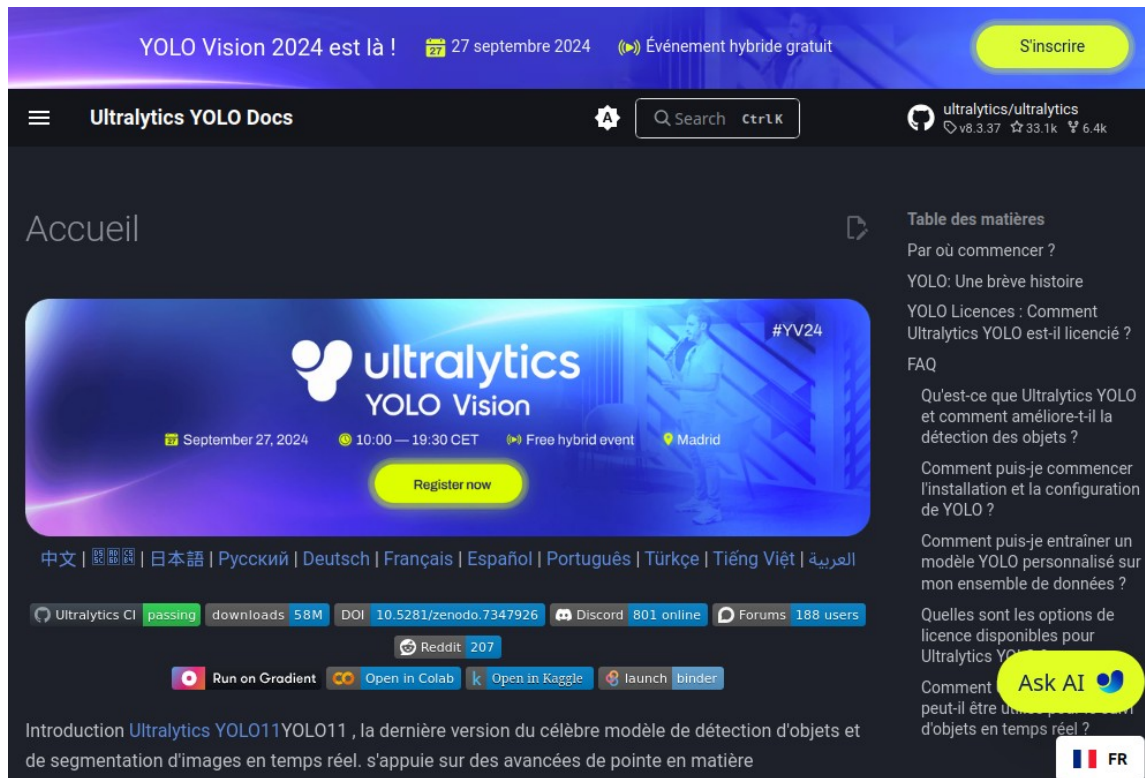 YOLO Vision 2024 est là ! 27 septembre 2024 Événement hybride gratuit S'inscrire
Ultralytics YOLO Docs Search Ctrl K ultralytics/ultralytics
v8.3.37 33.1k 6.4k
Accueil
#YV24
ultralytics
YOLO Vision
September 27, 2024 10:00 — 19:30 CET Free hybrid event Madrid
Register now
中文 | | 日本語 | Русский | Deutsch | Français | Español | Português | Türkçe | Tiếng Việt | العربية
Ultralytics CI passing downloads 58M DOI 10.5281/zenodo.7347926 Discord 801 online Forums 188 users
Reddit 207
Run on Gradient Open in Colab Open in Kaggle launch binder
Introduction Ultralytics YOLO11YOLO11 , la dernière version du célèbre modèle de détection d'objets et
de segmentation d'images en temps réel. s'appuie sur des avancées de pointe en matière
Table des matières
Par où commencer ?
YOLO: Une brève histoire
YOLO Licences : Comment
Ultralytics YOLO est-il licencié ?
FAQ
Qu'est-ce que Ultralytics YOLO
et comment améliore-t-il la
détection des objets ?
Comment puis-je commencer
l'installation et la configuration
de YOLO ?
Comment puis-je entraîner un
modèle YOLO personnalisé sur
mon ensemble de données ?
Quelles sont les options de
licence disponibles pour
Ultralytics
Comment
peut-il être
d'objets en temps réel ?
Ask AI
FR